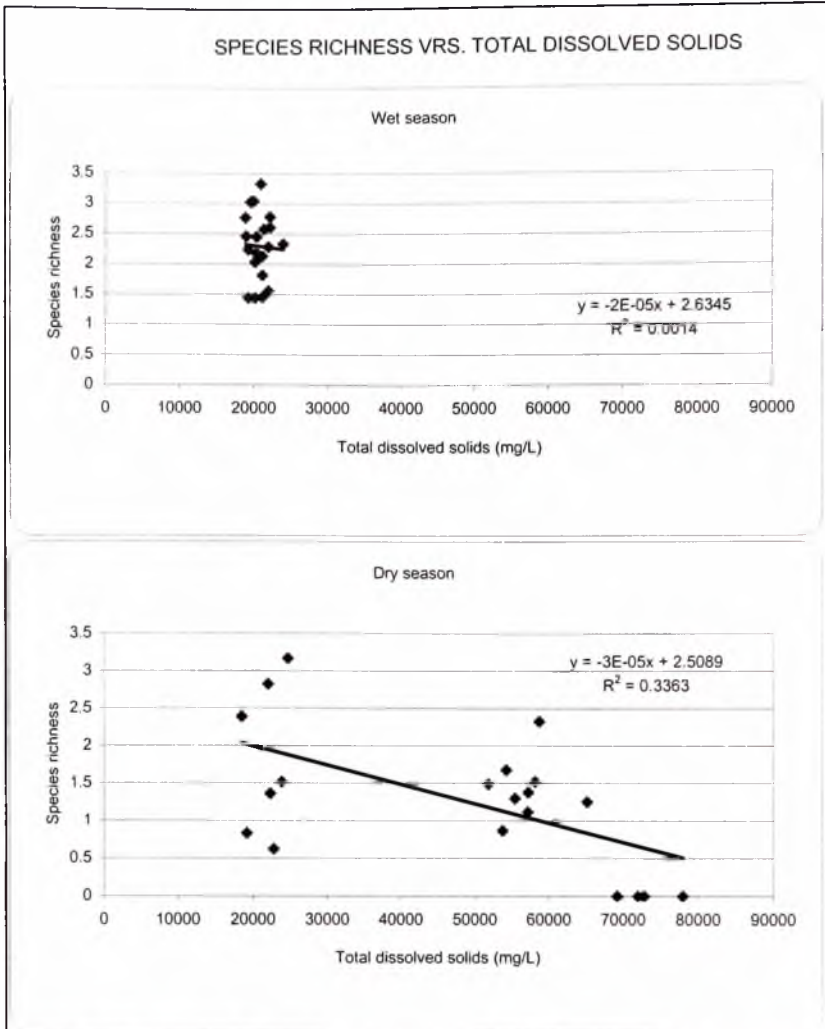 SPECIES RICHNESS VRS. TOTAL DISSOLVED SOLIDS
Wet season
Species richness
3.5
3
2.5
2
1.5
1
0.5
0
y = -2E-05x + 2.6345
R² = 0.0014
0 10000 20000 30000 40000 50000 60000 70000 80000 90000
Total dissolved solids (mg/L)
Dry season
Species richness
3.5
3
2.5
2
1.5
1
0.5
0
y = -3E-05x + 2.5089
R² = 0.3363
0 10000 20000 30000 40000 50000 60000 70000 80000 90000
Total dissolved solids (mg/L)